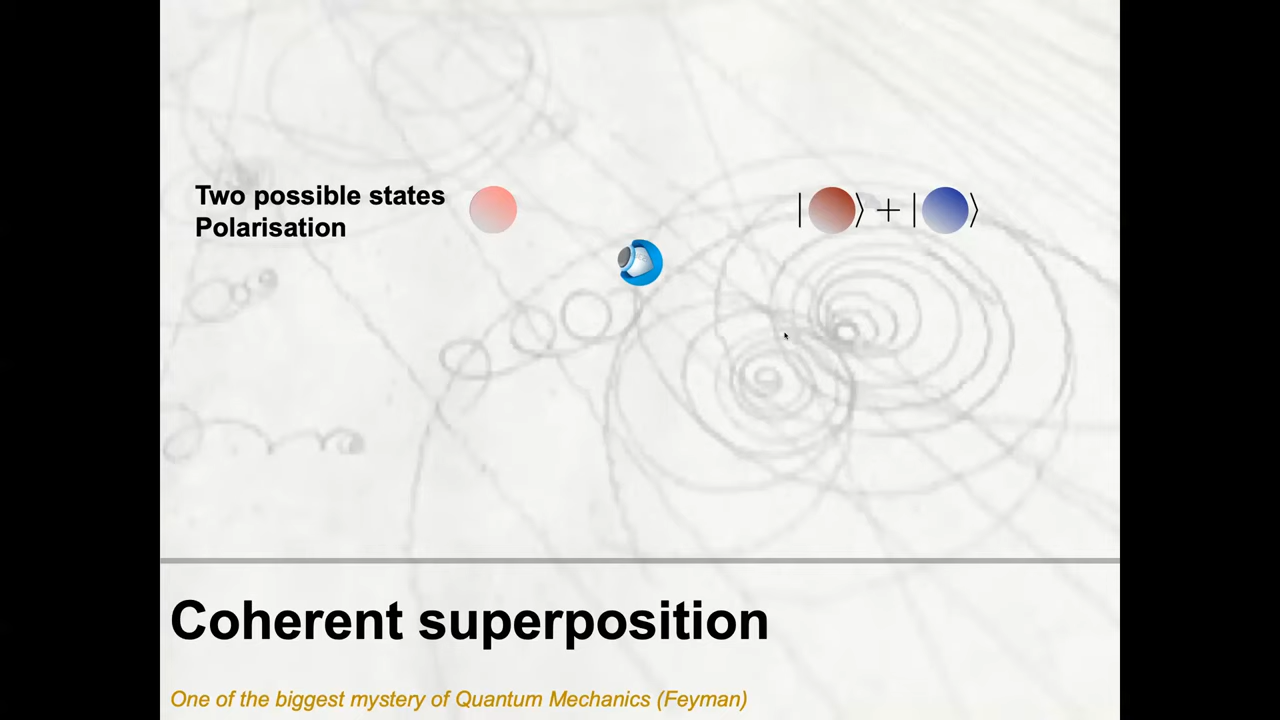 Two possible states
Polarisation
| ⟩ + | ⟩
Coherent superposition
One of the biggest mystery of Quantum Mechanics (Feyman)